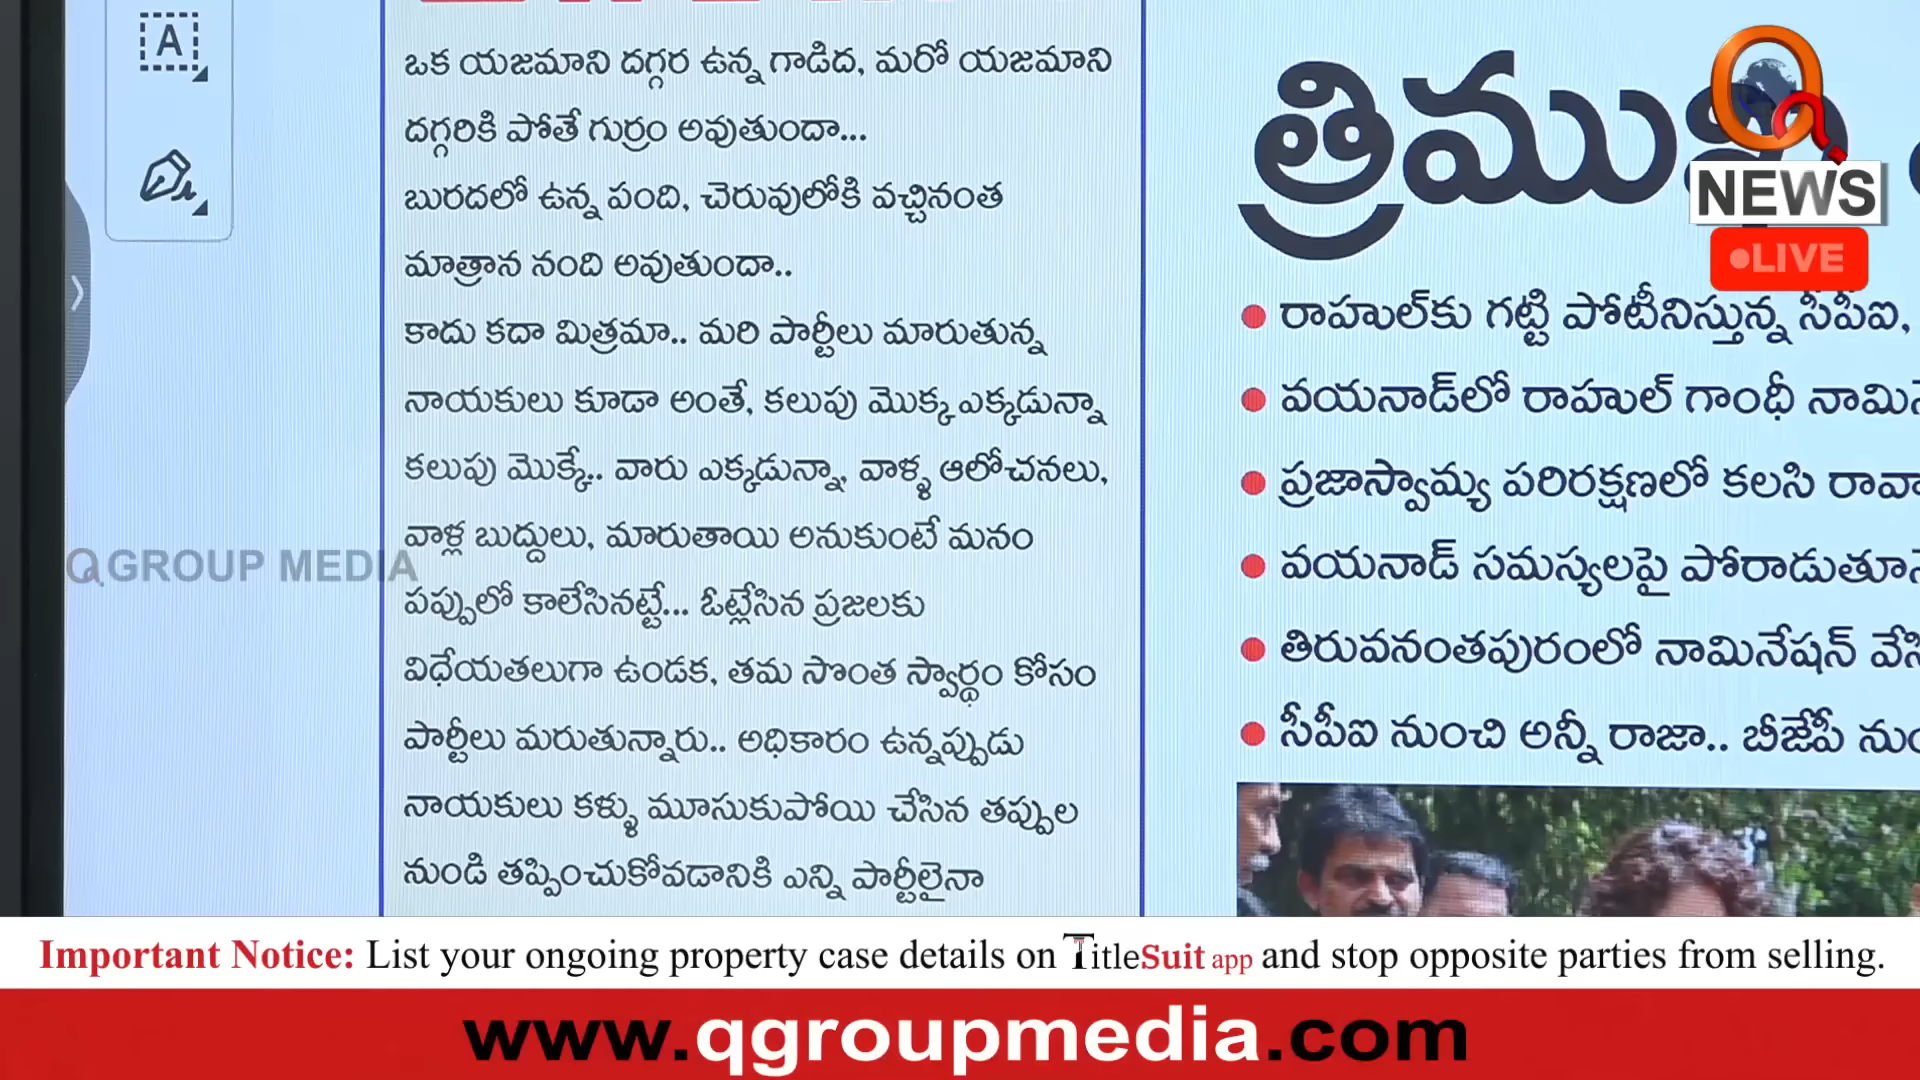 ఒక యజమాని దగ్గర ఉన్న గాడిద, మరో యజమాని
దగ్గరికి పోతే గుర్రం అవుతుందా...
బురదలో ఉన్న పంది, చెరువులోకి వచ్చినంత
మాత్రాన నంది అవుతుందా..
కాదు కదా మిత్రమా.. మరి పార్టీలు మారుతున్న
నాయకులు కూడా అంతే, కలుపు మొక్క ఎక్కడున్నా
కలుపు మొక్కే.. వారు ఎక్కడున్నా, వాళ్ళ ఆలోచనలు,
వాళ్ల బుద్దులు, మారుతాయి అనుకుంటే మనం
పప్పులో కాలేసినట్టే... ఓట్లేసిన ప్రజలకు
విధేయతలుగా ఉండక, తమ సొంత స్వార్థం కోసం
పార్టీలు మరుతున్నారు.. అధికారం ఉన్నప్పుడు
నాయకులు కళ్ళు మూసుకుపోయి చేసిన తప్పుల
నుండి తప్పించుకోవడానికి ఎన్ని పార్టీలైనా
• రాహుల్‌కు గట్టి పోటీనిస్తున్న సీపీఐ,
• వయనాడ్‌లో రాహుల్ గాంధీ
• ప్రజాస్వామ్య పరిరక్షణలో కలసి
• వయనాడ్ సమస్యలపై
• తిరువనంతపురంలో నామినేషన్
• సీపీఐ నుంచి అన్నీ రాజా.. బీజేపీ
Q NEWS
LIVE
Q GROUP MEDIA
Important Notice: List your ongoing property case details on TitleSuit app and stop opposite parties from selling.
www.qgroupmedia.com